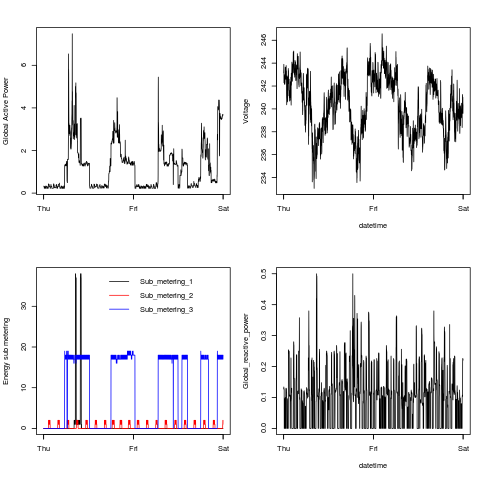 Global Active Power
0 2 4 6
Thu Fri Sat
Voltage
234 236 238 240 242 244 246
Thu Fri Sat
datetime
Energy sub metering
0 10 20 30
Thu Fri Sat
Sub_metering_1
Sub_metering_2
Sub_metering_3
Global_reactive_power
0.0 0.1 0.2 0.3 0.4 0.5
Thu Fri Sat
datetime